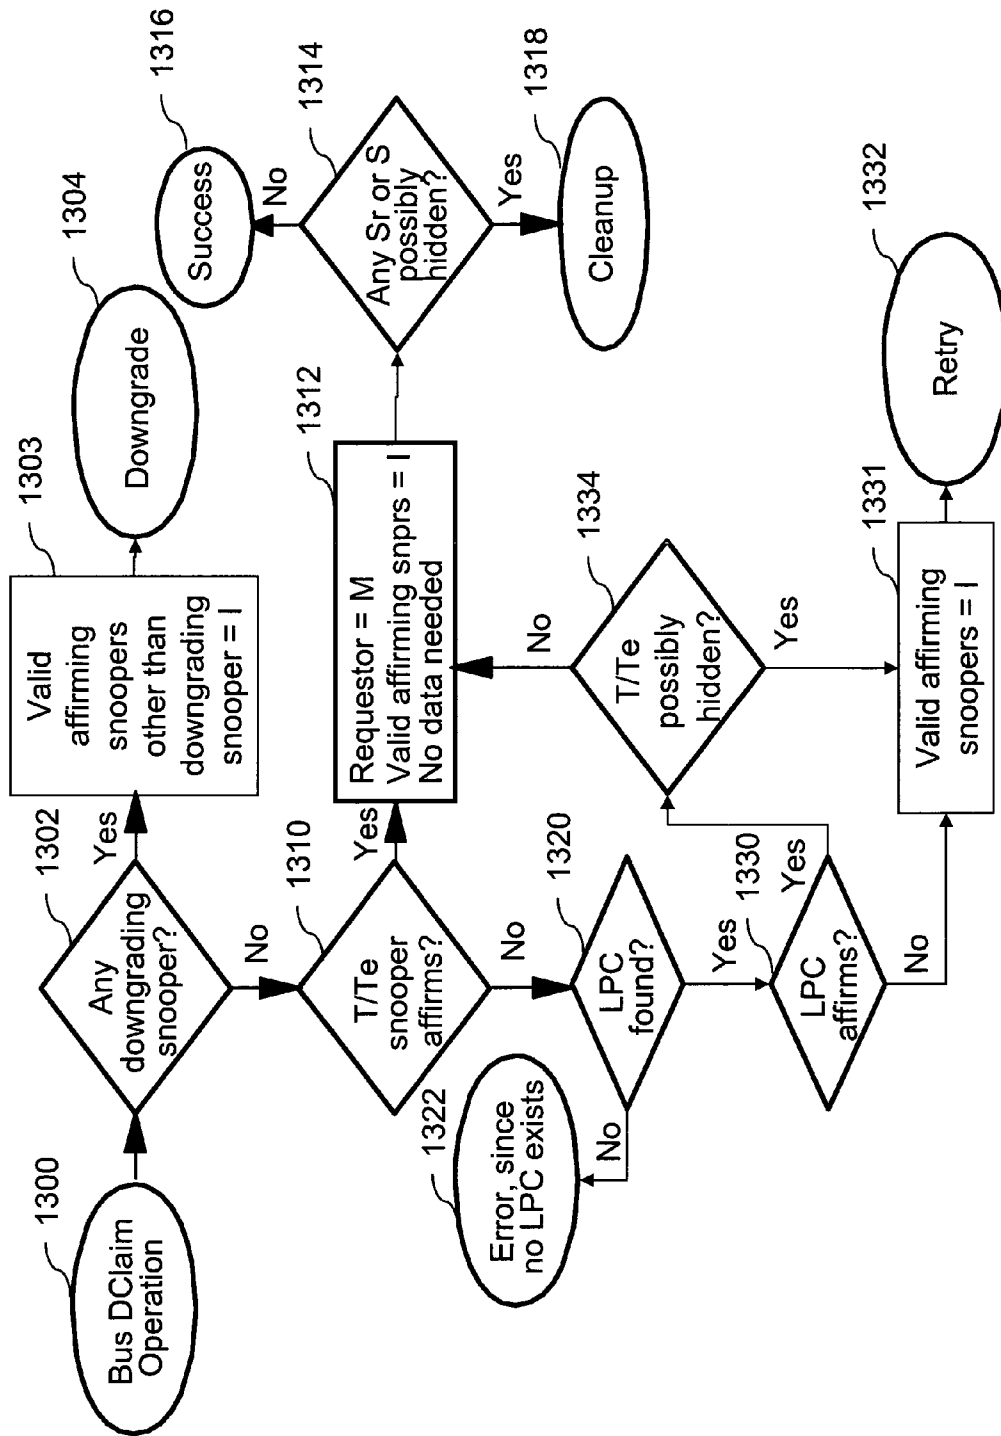 1300
Bus DClaim
Operation
1302
Any
downgrading
snooper?
Yes
No
1303
Valid
affirming
snoopers
other than
downgrading
snooper = I
1304
Downgrade
1310
T/Te
snooper
affirms?
Yes
No
1312
Requestor = M
Valid affirming snprs = I
No data needed
1314
Any Sr or S
possibly
hidden?
No
Yes
1316
Success
1318
Cleanup
1320
LPC
found?
No
Yes
1322
Error, since
no LPC exists
1330
LPC
affirms?
Yes
No
1334
T/Te
possibly
hidden?
No
Yes
1331
Valid affirming
snoopers = I
1332
Retry